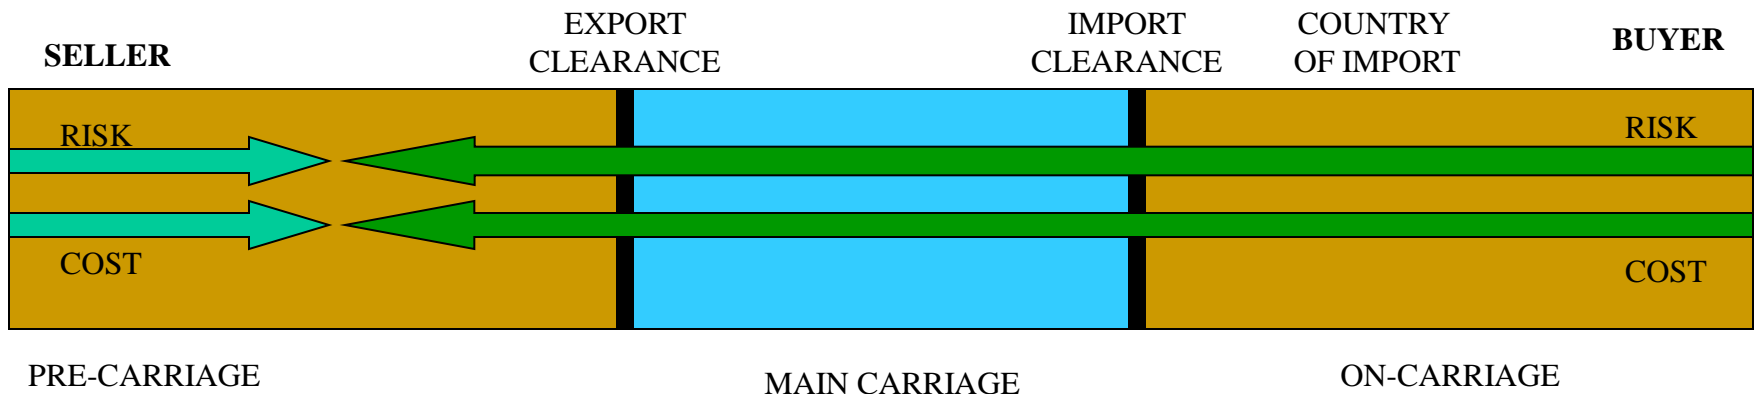 SELLER
EXPORT
CLEARANCE
IMPORT
CLEARANCE
COUNTRY
OF IMPORT
BUYER
RISK
RISK
COST
COST
PRE-CARRIAGE
MAIN CARRIAGE
ON-CARRIAGE